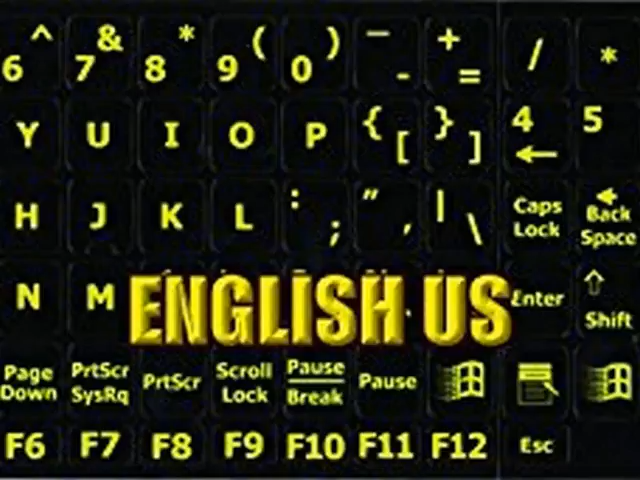 ^ & * ( ) — +
6 7 8 9 0 - = / *
Y U I O P { [ } ] 4 ← 5
H J K L : ; " , | \ Caps Lock ← Back Space
N M Enter ⇧ Shift
ENGLISH US
Page Down PrtScr SysRq PrtScr Scroll Lock Pause Break Pause
F6 F7 F8 F9 F10 F11 F12 Esc